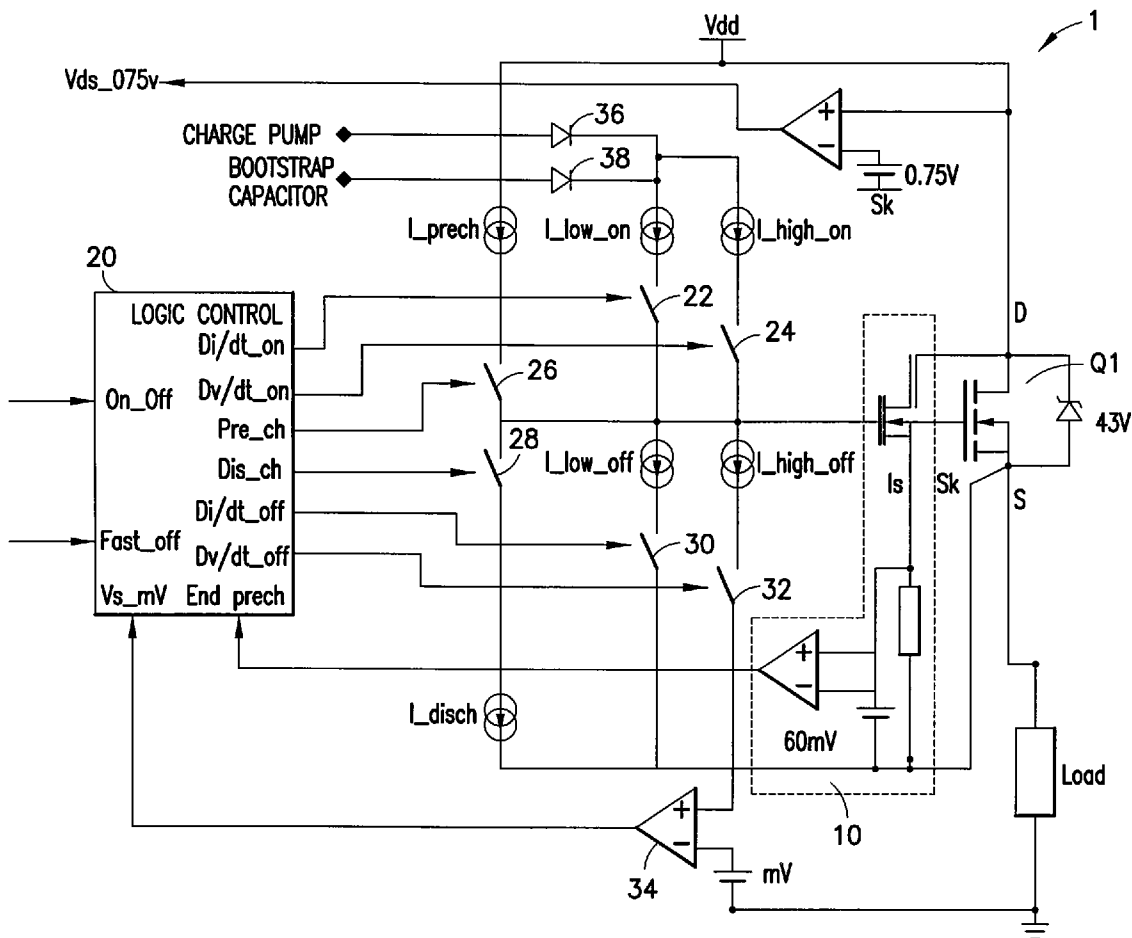 1
Vdd
Vds_075v
36
CHARGE PUMP
BOOTSTRAP
CAPACITOR
38
0.75V
Sk
I_prech
I_low_on
I_high_on
20
LOGIC CONTROL
Di/dt_on
Dv/dt_on
On_Off
Pre_ch
Dis_ch
Di/dt_off
Fast_off
Dv/dt_off
Vs_mV
End prech
22
24
26
28
D
Q1
43V
I_low_off
I_high_off
Is
Sk
S
30
32
60mV
I_disch
Load
10
34
mV
+
−
+
−
+
−